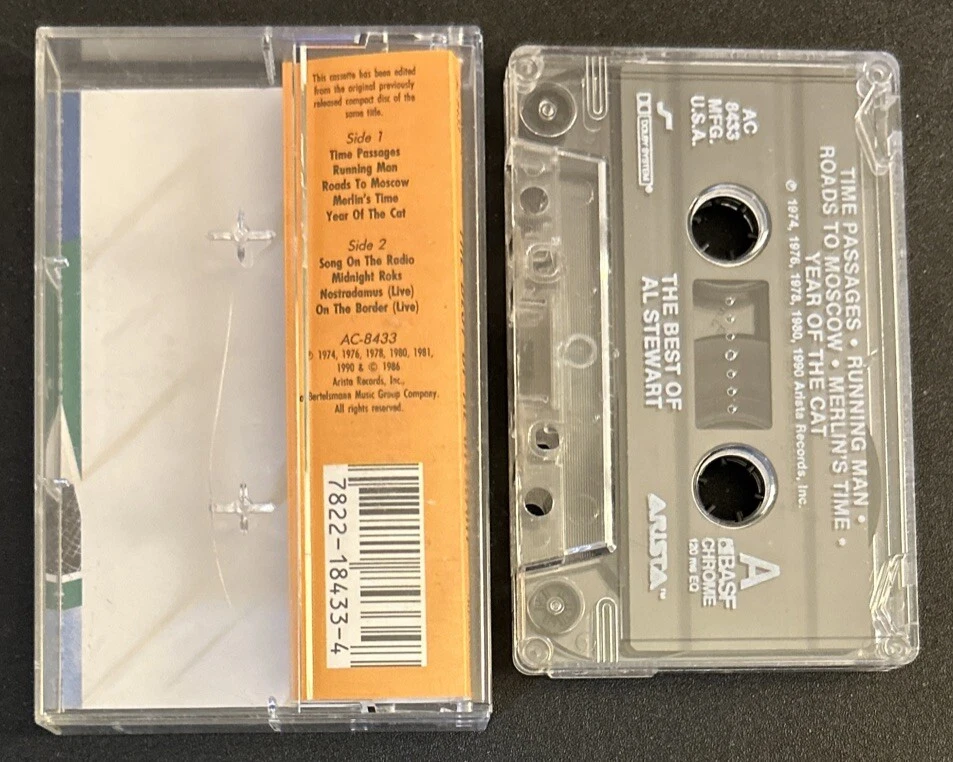 This cassette has been edited
from the original previously
released compact disc of the
same title.
Side 1
Time Passages
Running Man
Roads To Moscow
Merlin's Time
Year Of The Cat
Side 2
Song On The Radio
Midnight Roks
Nostradamus (Live)
On The Border (Live)
AC-8433
℗ 1974, 1976, 1978, 1980, 1981,
1990 & © 1986
Arista Records, Inc.,
a Bertelsmann Music Group Company.
All rights reserved.
7822-18433-4
TIME PASSAGES • RUNNING MAN •
ROADS TO MOSCOW • MERLIN'S TIME •
YEAR OF THE CAT
℗ 1974, 1976, 1978, 1980, 1990 Arista Records, Inc.
AC
8433
MFG.
U.S.A.
DOLBY SYSTEM
THE BEST OF
AL STEWART
A
BASF
CHROME
120 ms EQ
ARISTA™